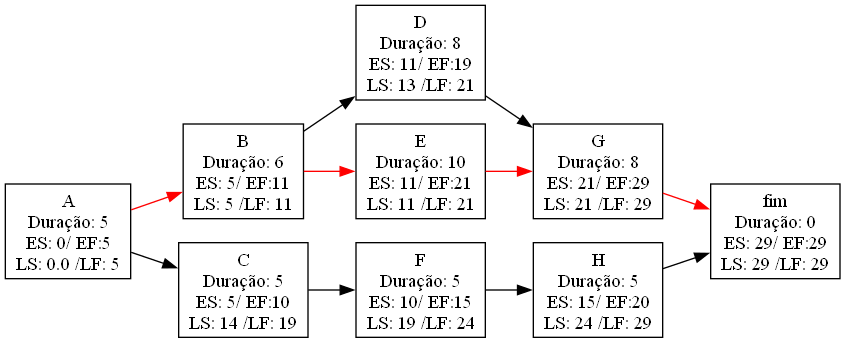 A
Duração: 5
ES: 0/ EF:5
LS: 0.0 /LF: 5
B
Duração: 6
ES: 5/ EF:11
LS: 5 /LF: 11
C
Duração: 5
ES: 5/ EF:10
LS: 14 /LF: 19
D
Duração: 8
ES: 11/ EF:19
LS: 13 /LF: 21
E
Duração: 10
ES: 11/ EF:21
LS: 11 /LF: 21
F
Duração: 5
ES: 10/ EF:15
LS: 19 /LF: 24
G
Duração: 8
ES: 21/ EF:29
LS: 21 /LF: 29
H
Duração: 5
ES: 15/ EF:20
LS: 24 /LF: 29
fim
Duração: 0
ES: 29/ EF:29
LS: 29 /LF: 29